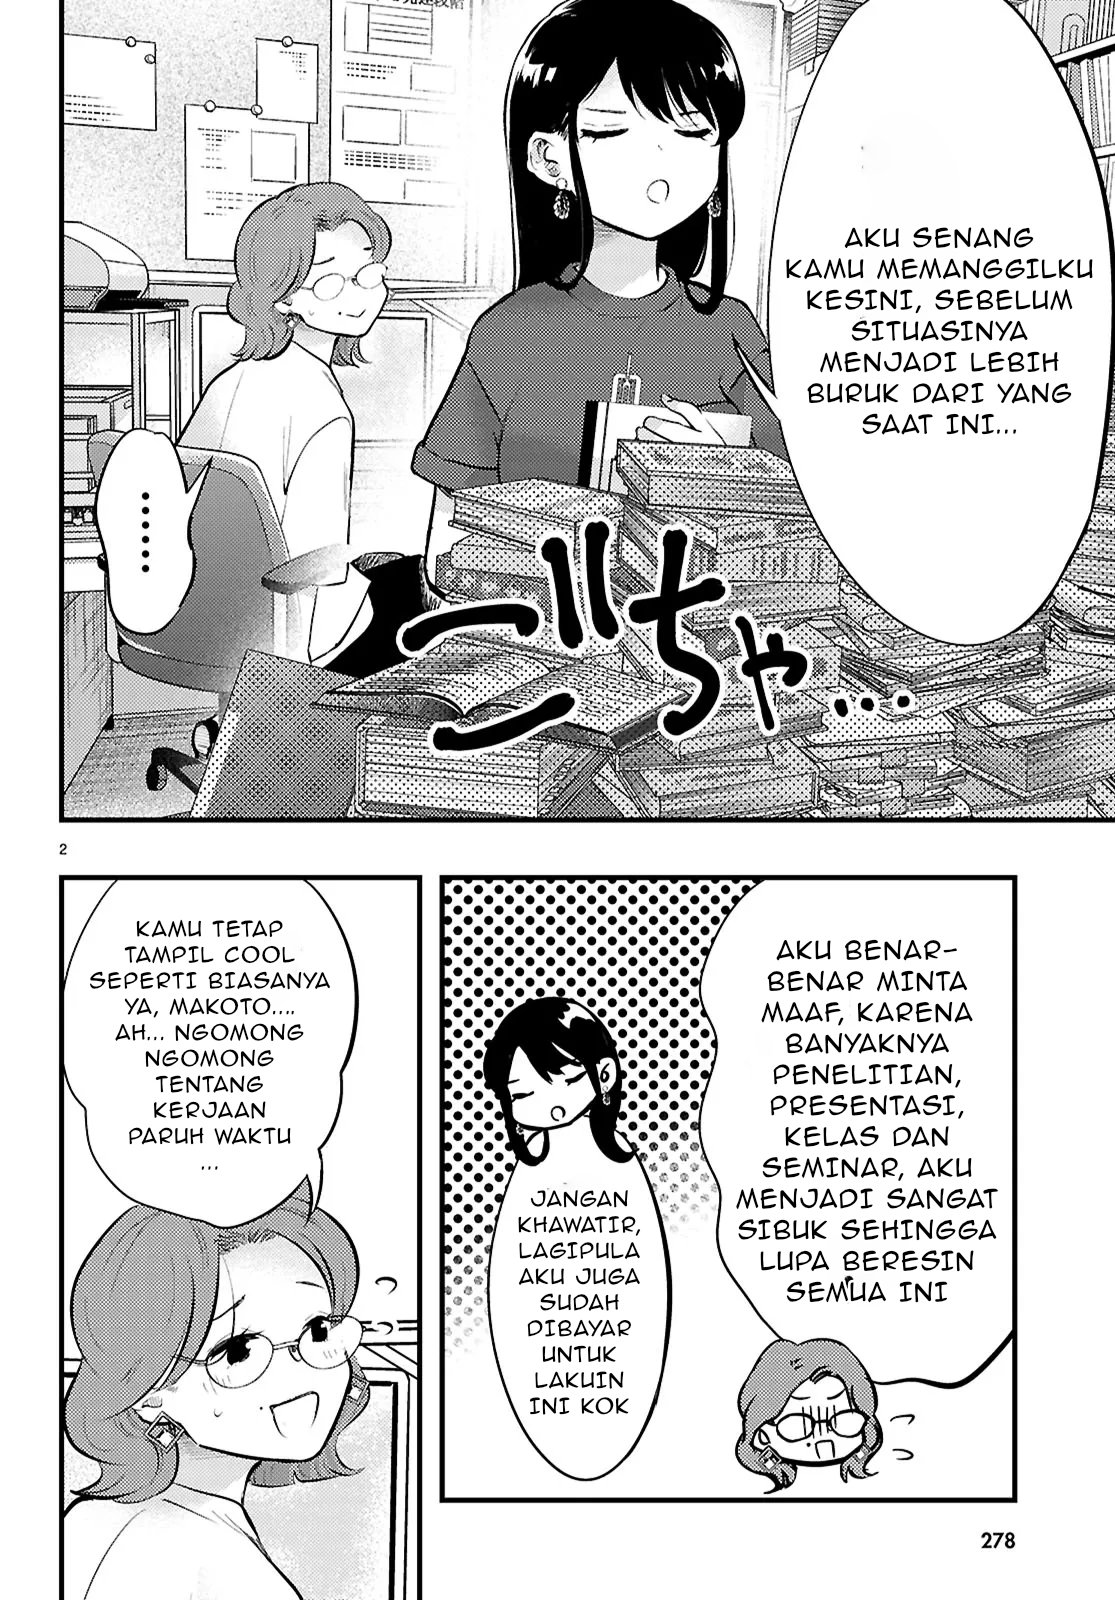 AKU SENANG
KAMU MEMANGGILKU
KESINI, SEBELUM
SITUASINYA
MENJADI LEBIH
BURUK DARI YANG
SAAT INI...
......
ごちゃ...
2
AKU BENAR-
BENAR MINTA
MAAF, KARENA
BANYAKNYA
PENELITIAN,
PRESENTASI,
KELAS DAN
SEMINAR, AKU
MENJADI SANGAT
SIBUK SEHINGGA
LUPA BERESIN
SEMUA INI
JANGAN
KHAWATIR,
LAGIPULA
AKU JUGA
SUDAH
DIBAYAR
UNTUK
LAKUIN
INI KOK
KAMU TETAP
TAMPIL COOL
SEPERTI BIASANYA
YA, MAKOTO....
AH... NGOMONG
NGOMONG
TENTANG
KERJAAN
PARUH WAKTU
...
278